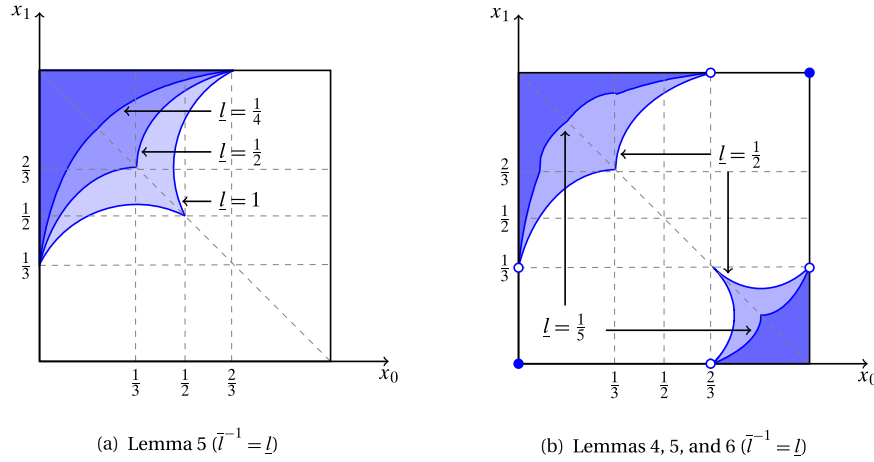 x₁
l̲ = 1/4
l̲ = 1/2
l̲ = 1
2/3
1/2
1/3
1/3 1/2 2/3
x₀
(a) Lemma 5 (l̅⁻¹ = l̲)
x₁
l̲ = 1/2
2/3
1/2
1/3
l̲ = 1/5
1/3 1/2 2/3
x₀
(b) Lemmas 4, 5, and 6 (l̅⁻¹ = l̲)